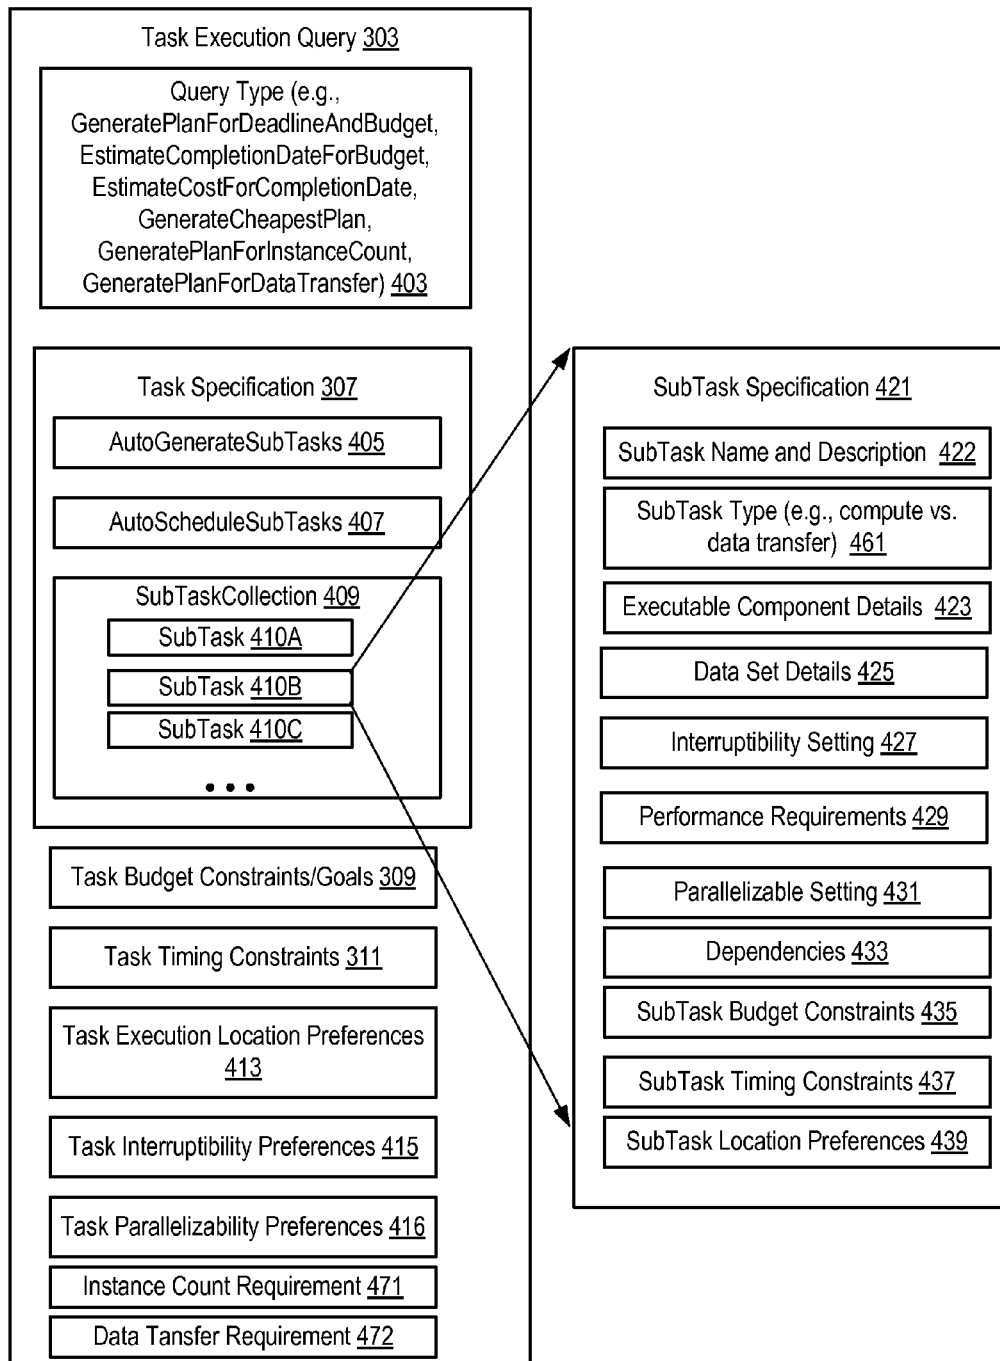 Task Execution Query 303
Query Type (e.g.,
GeneratePlanForDeadlineAndBudget,
EstimateCompletionDateForBudget,
EstimateCostForCompletionDate,
GenerateCheapestPlan,
GeneratePlanForInstanceCount,
GeneratePlanForDataTransfer) 403
Task Specification 307
AutoGenerateSubTasks 405
AutoScheduleSubTasks 407
SubTaskCollection 409
SubTask 410A
SubTask 410B
SubTask 410C
• • •
Task Budget Constraints/Goals 309
Task Timing Constraints 311
Task Execution Location Preferences
413
Task Interruptibility Preferences 415
Task Parallelizability Preferences 416
Instance Count Requirement 471
Data Tansfer Requirement 472
SubTask Specification 421
SubTask Name and Description 422
SubTask Type (e.g., compute vs.
data transfer) 461
Executable Component Details 423
Data Set Details 425
Interruptibility Setting 427
Performance Requirements 429
Parallelizable Setting 431
Dependencies 433
SubTask Budget Constraints 435
SubTask Timing Constraints 437
SubTask Location Preferences 439